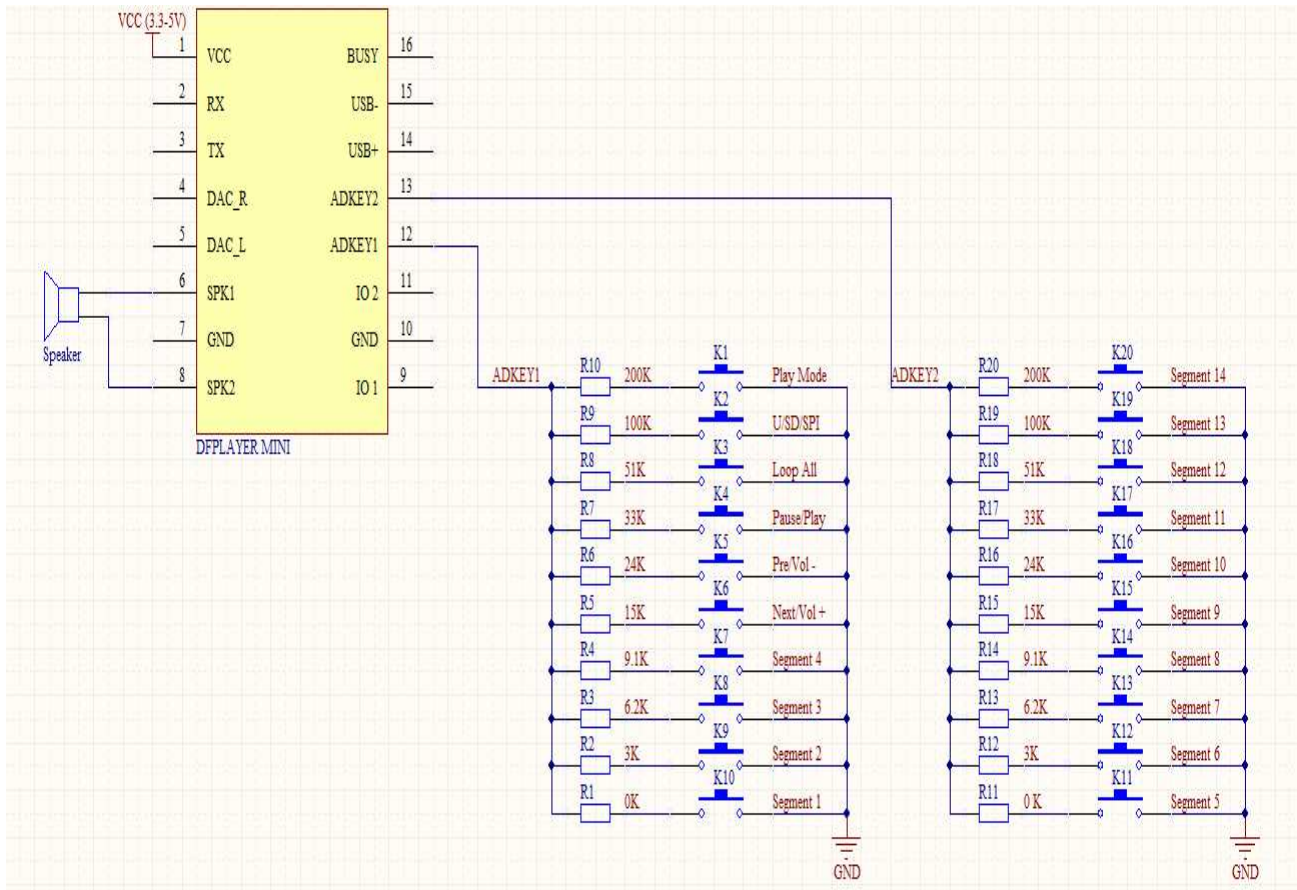 VCC (3.3-5V)
1 VCC BUSY 16
2 RX USB- 15
3 TX USB+ 14
4 DAC_R ADKEY2 13
5 DAC_L ADKEY1 12
6 SPK1 IO 2 11
7 GND GND 10
8 SPK2 IO 1 9
Speaker
DFPLAYER MINI
ADKEY1
R10 200K K1 Play Mode
R9 100K K2 U/SD/SPI
R8 51K K3 Loop All
R7 33K K4 Pause/Play
R6 24K K5 Pre/Vol -
R5 15K K6 Next/Vol +
R4 9.1K K7 Segment 4
R3 6.2K K8 Segment 3
R2 3K K9 Segment 2
R1 0K K10 Segment 1
GND
ADKEY2
R20 200K K20 Segment 14
R19 100K K19 Segment 13
R18 51K K18 Segment 12
R17 33K K17 Segment 11
R16 24K K16 Segment 10
R15 15K K15 Segment 9
R14 9.1K K14 Segment 8
R13 6.2K K13 Segment 7
R12 3K K12 Segment 6
R11 0 K K11 Segment 5
GND